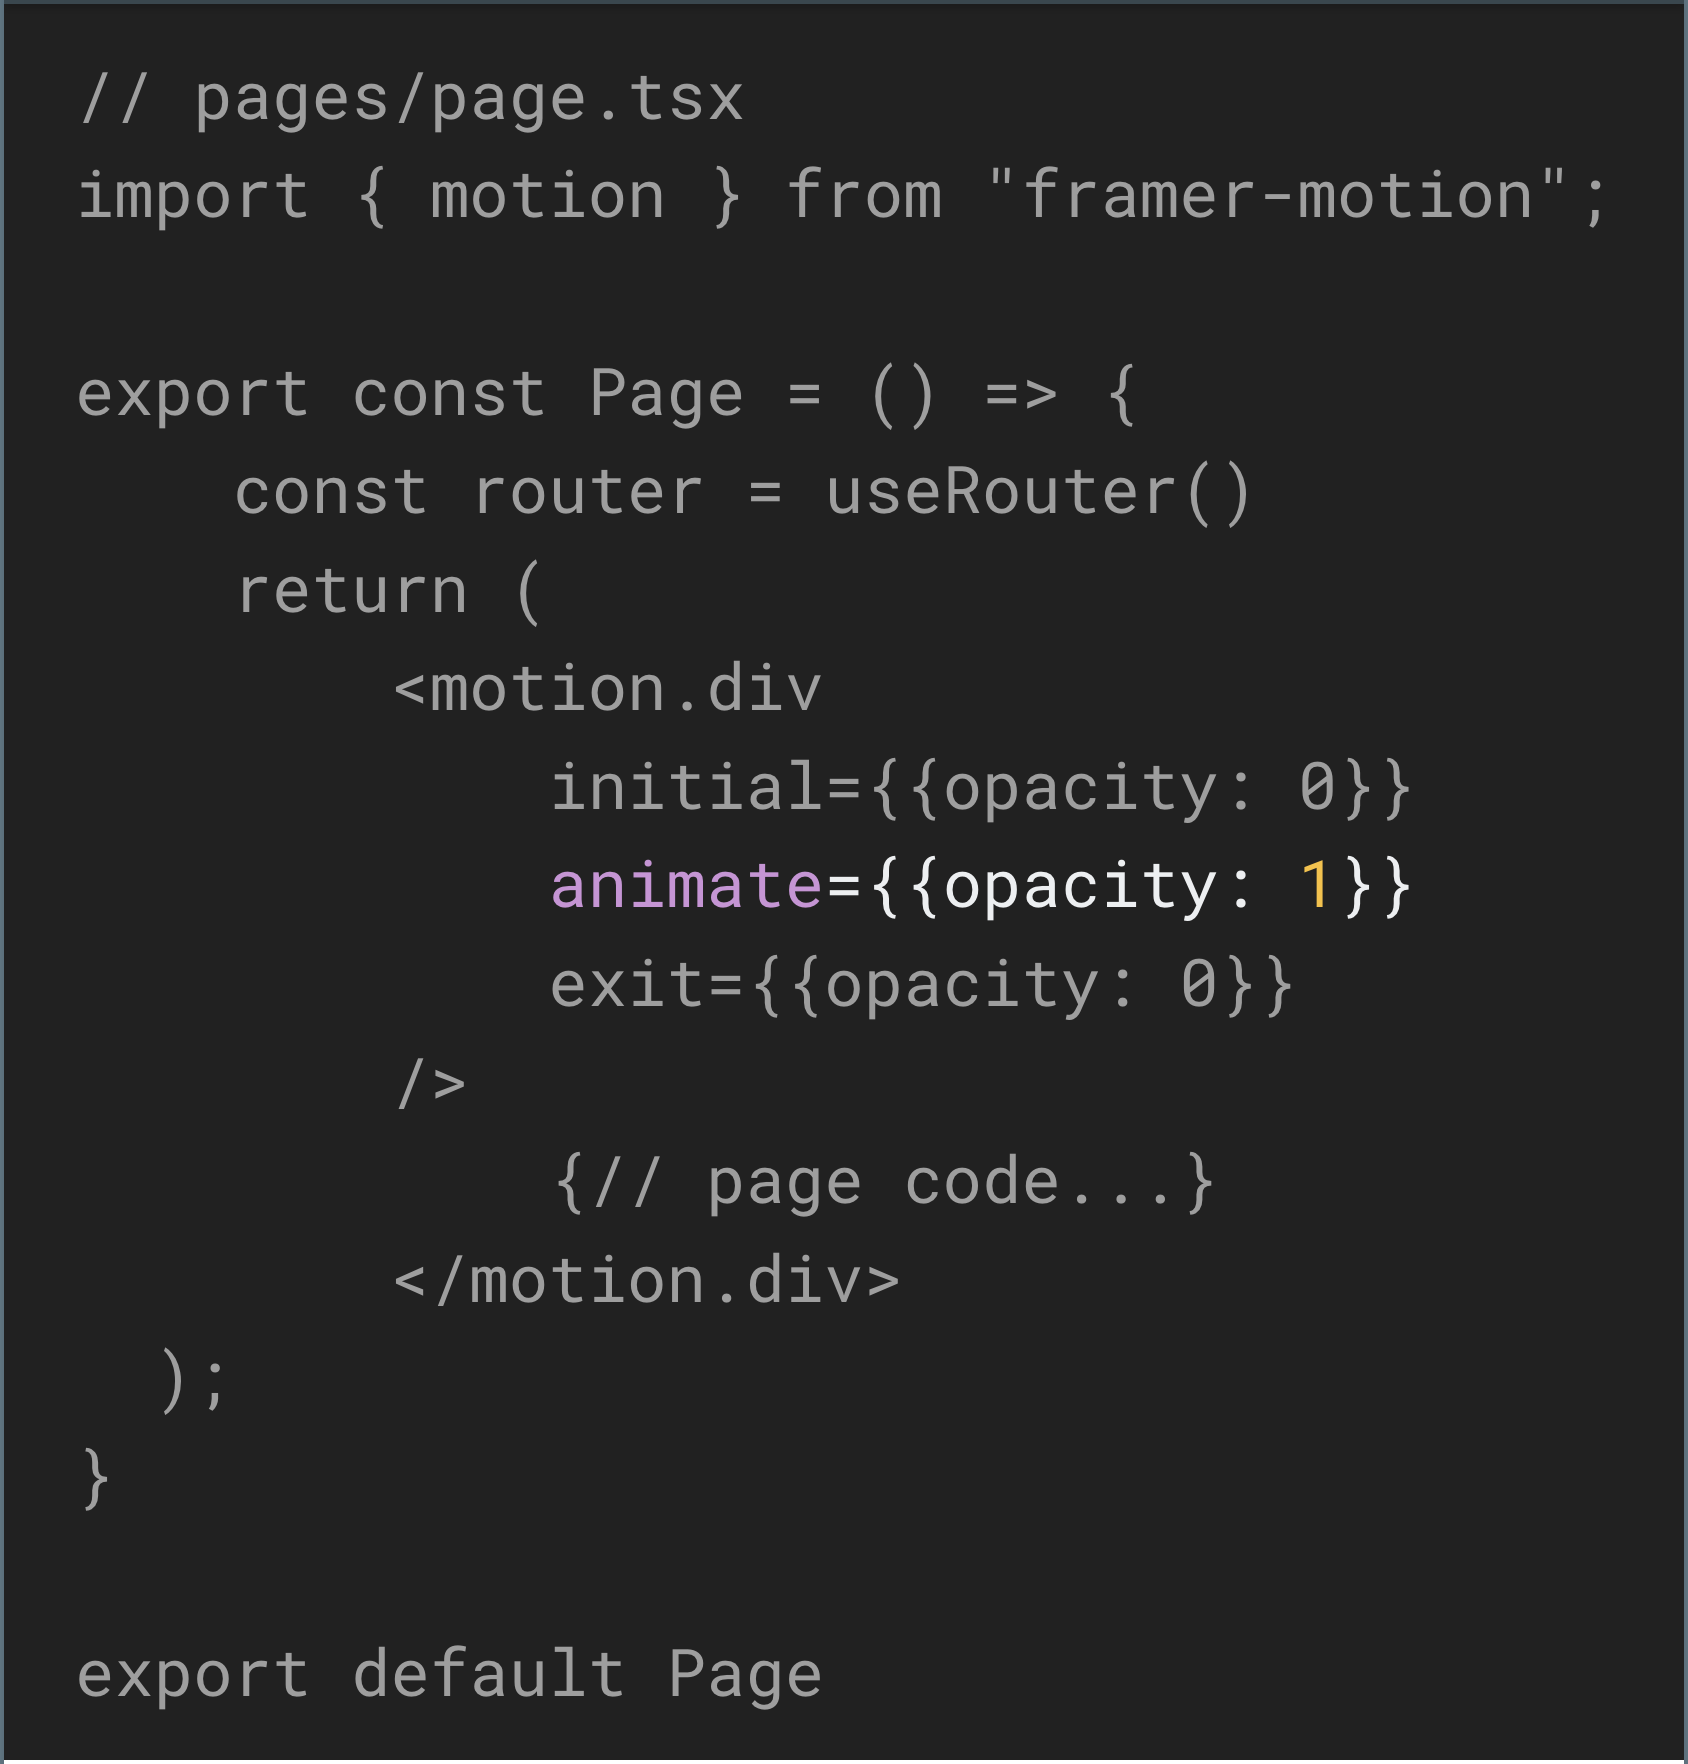 // pages/page.tsx
import { motion } from "framer-motion";
export const Page = () => {
    const router = useRouter()
    return (
        <motion.div
            initial={{opacity: 0}}
            animate={{opacity: 1}}
            exit={{opacity: 0}}
        />
            {// page code...}
        </motion.div>
  );
}
export default Page